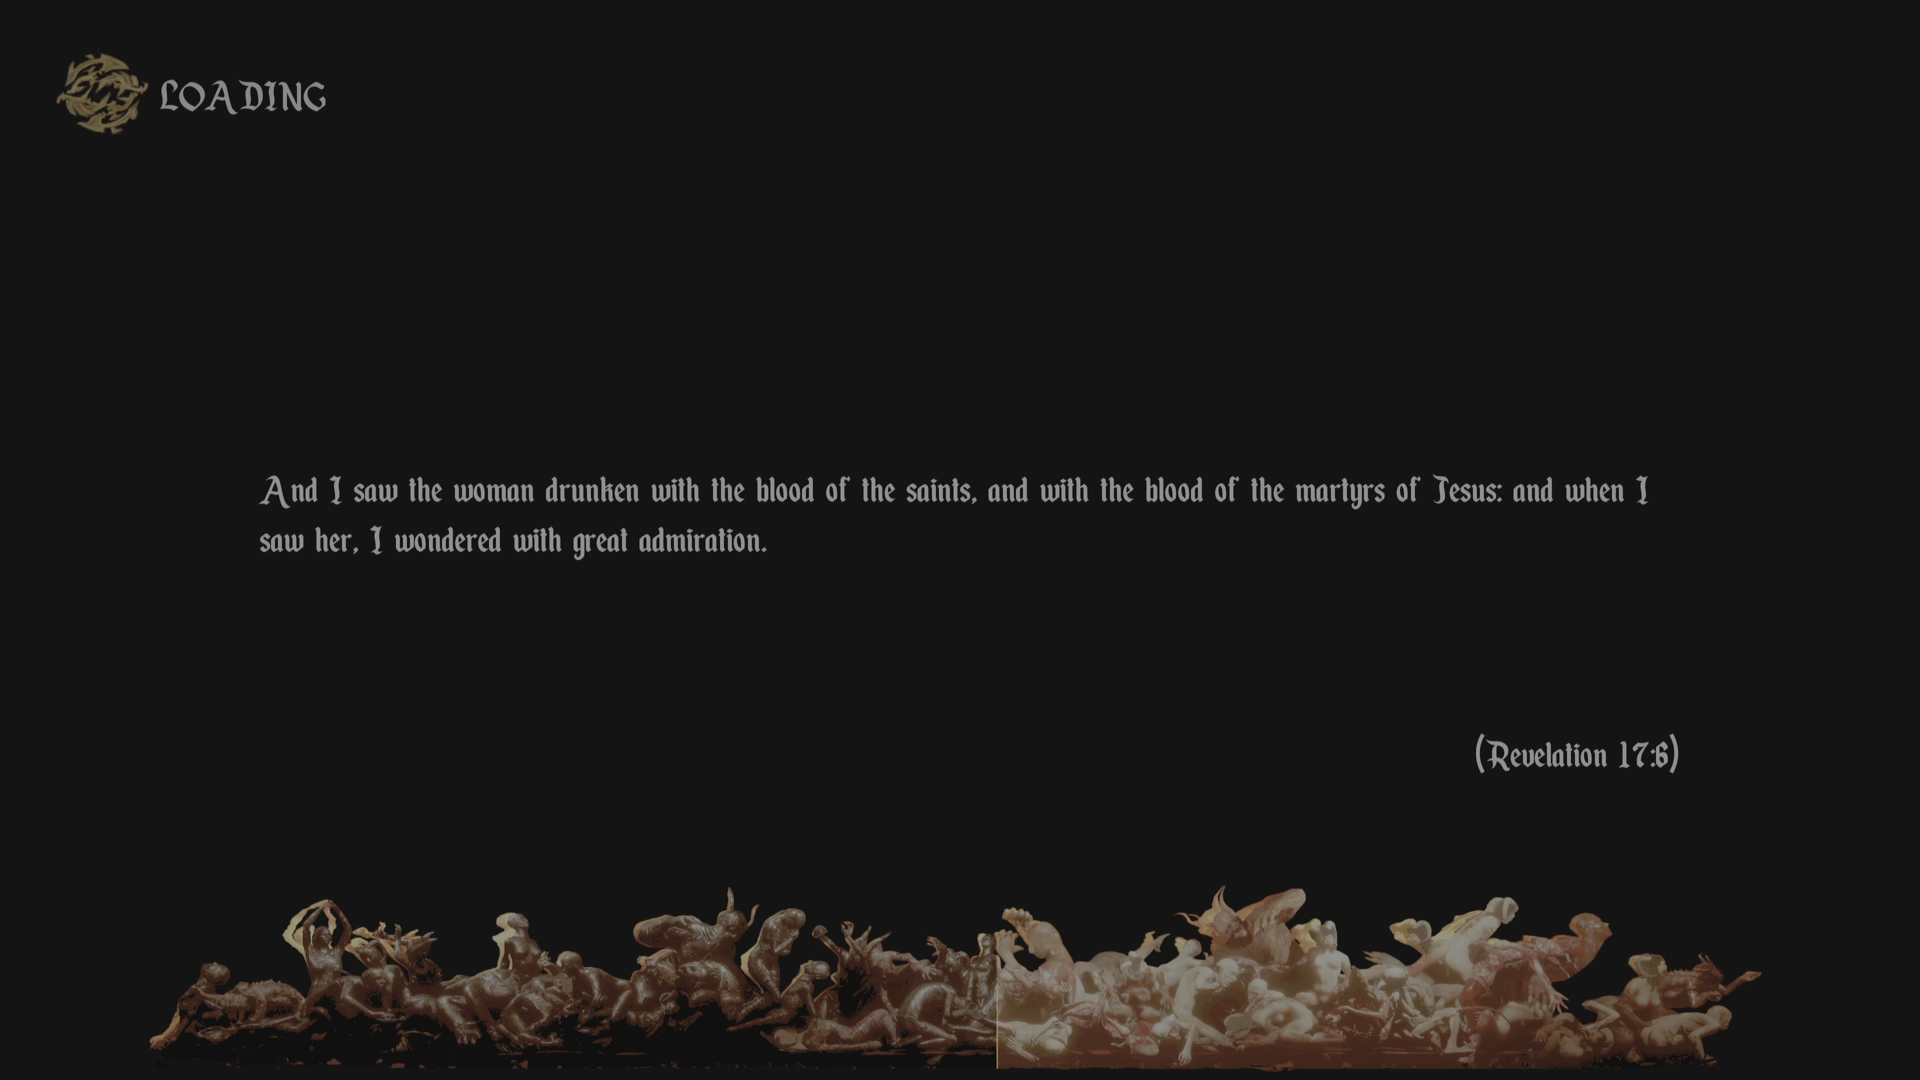 LOADING
And I saw the woman drunken with the blood of the saints, and with the blood of the martyrs of Jesus: and when I
saw her, I wondered with great admiration.
(Revelation 17:6)